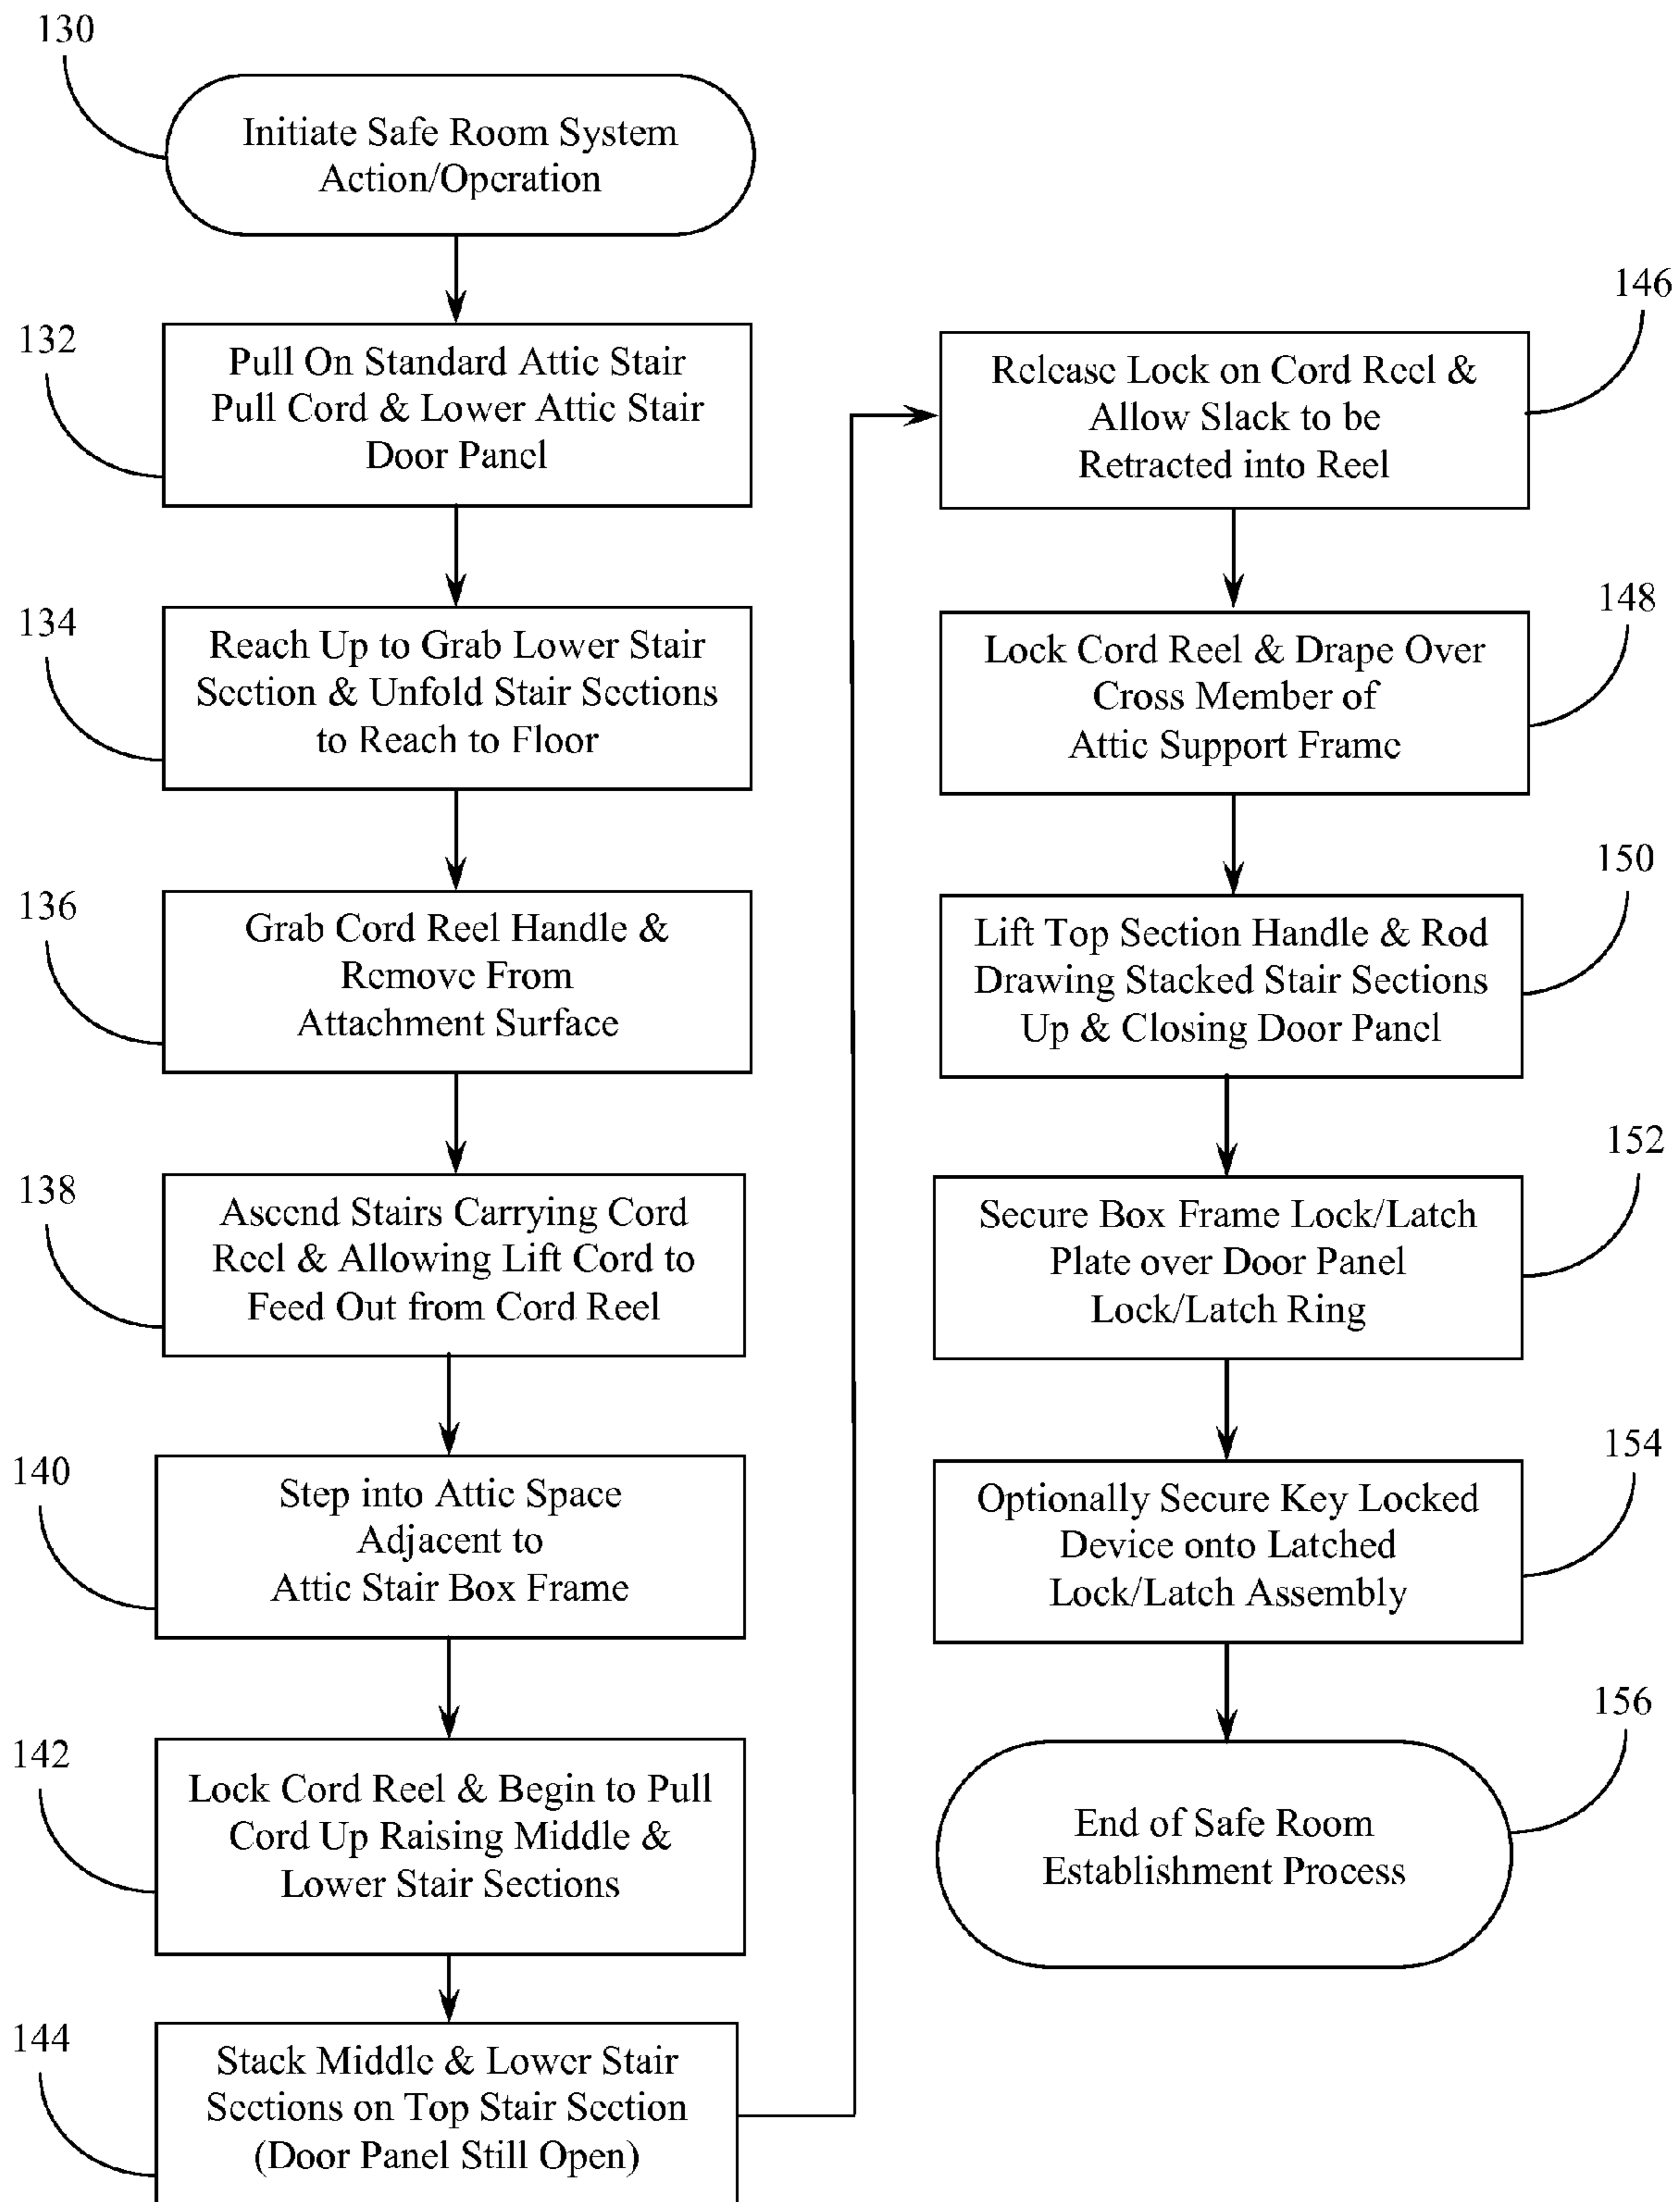 130
Initiate Safe Room System
Action/Operation
132
Pull On Standard Attic Stair
Pull Cord & Lower Attic Stair
Door Panel
134
Reach Up to Grab Lower Stair
Section & Unfold Stair Sections
to Reach to Floor
136
Grab Cord Reel Handle &
Remove From
Attachment Surface
138
Ascend Stairs Carrying Cord
Reel & Allowing Lift Cord to
Feed Out from Cord Reel
140
Step into Attic Space
Adjacent to
Attic Stair Box Frame
142
Lock Cord Reel & Begin to Pull
Cord Up Raising Middle &
Lower Stair Sections
144
Stack Middle & Lower Stair
Sections on Top Stair Section
(Door Panel Still Open)
146
Release Lock on Cord Reel &
Allow Slack to be
Retracted into Reel
148
Lock Cord Reel & Drape Over
Cross Member of
Attic Support Frame
150
Lift Top Section Handle & Rod
Drawing Stacked Stair Sections
Up & Closing Door Panel
152
Secure Box Frame Lock/Latch
Plate over Door Panel
Lock/Latch Ring
154
Optionally Secure Key Locked
Device onto Latched
Lock/Latch Assembly
156
End of Safe Room
Establishment Process